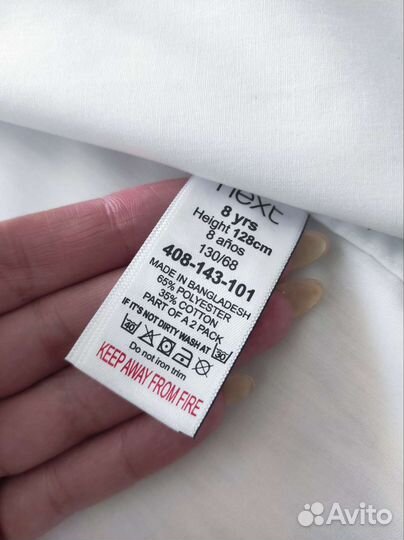 next
8 yrs
Height 128cm
8 años
130/68
408-143-101
MADE IN BANGLADESH
65% POLYESTER
35% COTTON
PART OF A 2 PACK
IF IT'S NOT DIRTY WASH AT 30
40 30
Do not iron trim
KEEP AWAY FROM FIRE
Avito